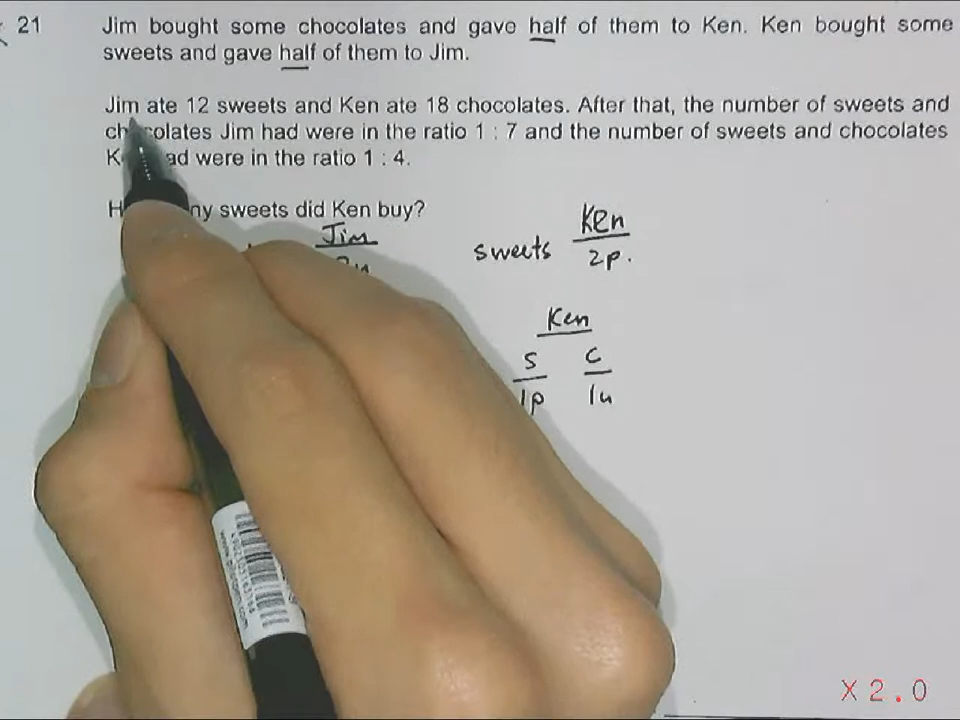 21 Jim bought some chocolates and gave half of them to Ken. Ken bought some
sweets and gave half of them to Jim.
Jim ate 12 sweets and Ken ate 18 chocolates. After that, the number of sweets and
Jim had were in the ratio 1 : 7 and the number of sweets and chocolates
were in the ratio 1 : 4.
sweets did Ken buy?
Jim
Ken
sweets 2p.
Ken
S C
1p 1u
X 2.0